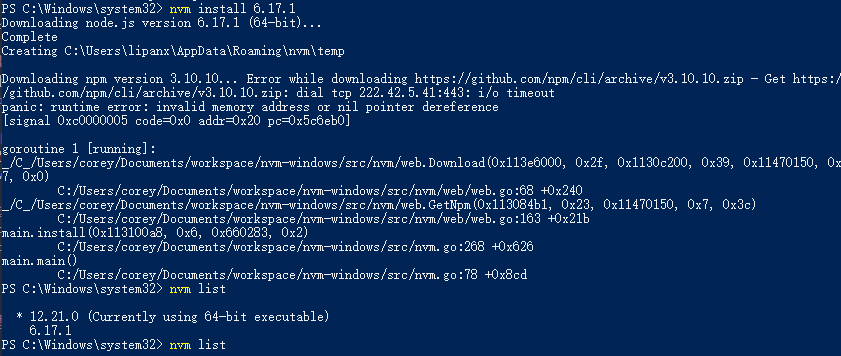 PS C:\Windows\system32> nvm install 6.17.1
Downloading node.js version 6.17.1 (64-bit)...
Complete
Creating C:\Users\lipanx\AppData\Roaming\nvm\temp
Downloading npm version 3.10.10... Error while downloading https://github.com/npm/cli/archive/v3.10.10.zip - Get https:/
/github.com/npm/cli/archive/v3.10.10.zip: dial tcp 222.42.5.41:443: i/o timeout
panic: runtime error: invalid memory address or nil pointer dereference
[signal 0xc0000005 code=0x0 addr=0x20 pc=0x5c6eb0]
goroutine 1 [running]:
_/C_/Users/corey/Documents/workspace/nvm-windows/src/nvm/web.Download(0x113e6000, 0x2f, 0x1130c200, 0x39, 0x11470150, 0x
7, 0x0)
C:/Users/corey/Documents/workspace/nvm-windows/src/nvm/web/web.go:68 +0x240
_/C_/Users/corey/Documents/workspace/nvm-windows/src/nvm/web.GetNpm(0x113084b1, 0x23, 0x11470150, 0x7, 0x3c)
C:/Users/corey/Documents/workspace/nvm-windows/src/nvm/web/web.go:163 +0x21b
main.install(0x113100a8, 0x6, 0x660283, 0x2)
C:/Users/corey/Documents/workspace/nvm-windows/src/nvm.go:268 +0x626
main.main()
C:/Users/corey/Documents/workspace/nvm-windows/src/nvm.go:78 +0x8cd
PS C:\Windows\system32> nvm list
* 12.21.0 (Currently using 64-bit executable)
6.17.1
PS C:\Windows\system32> nvm list